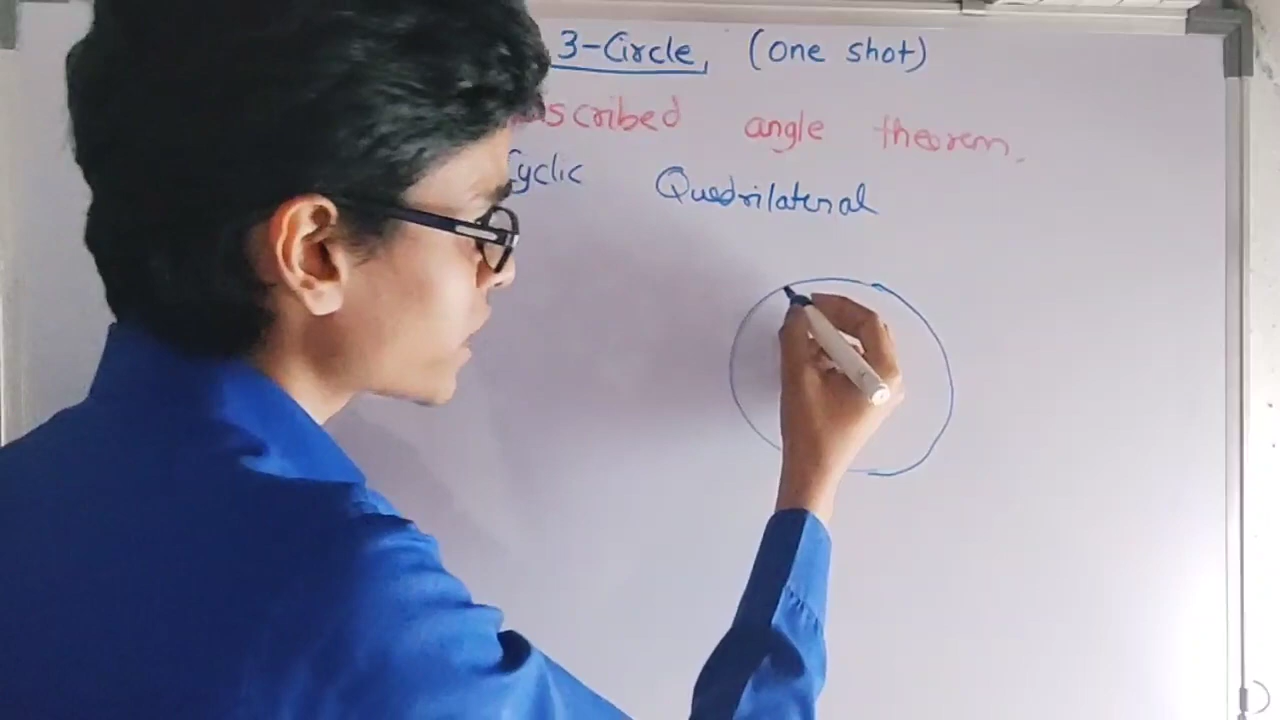 3-Circle, (one shot)
scribed angle theorem.
Cyclic Quadrilateral